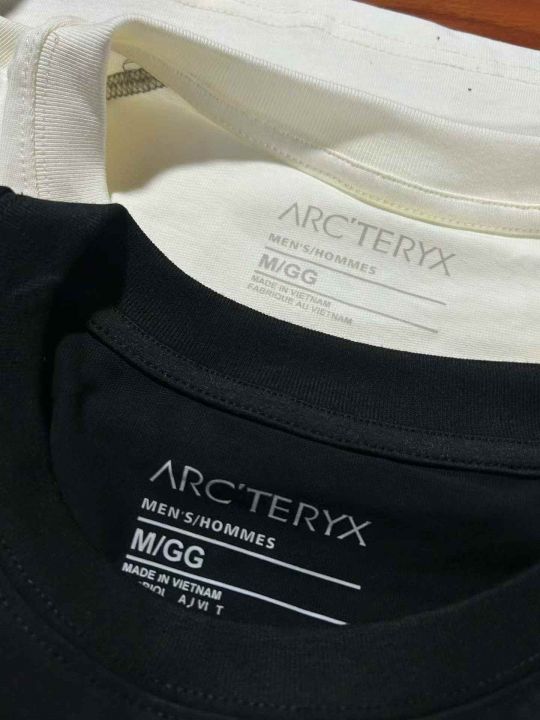 ARC'TERYX
MEN'S/HOMMES
M/GG
MADE IN VIETNAM
FABRIQUE AU VIETNAM
ARC'TERYX
MEN'S/HOMMES
M/GG
MADE IN VIETNAM